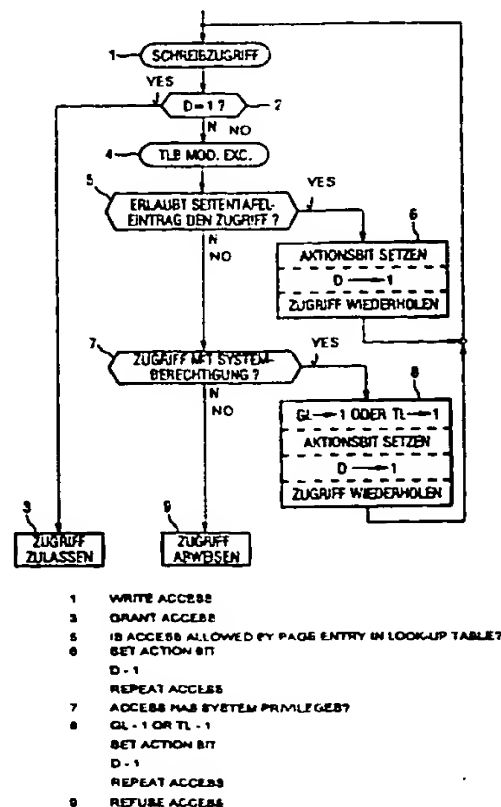 1
SCHREIBZUGRIFF
YES
D=1 ?
2
N NO
4
TLB MOD. EXC.
5
ERLAUBT SEITENTAFEL-
EINTRAG DEN ZUGRIFF ?
YES
N
NO
6
AKTIONSBIT SETZEN
D → 1
ZUGRIFF WIEDERHOLEN
7
ZUGRIFF MIT SYSTEM-
BERECHTIGUNG ?
YES
N
NO
8
GL → 1 ODER TL → 1
AKTIONSBIT SETZEN
D → 1
ZUGRIFF WIEDERHOLEN
3
ZUGRIFF
ZULASSEN
9
ZUGRIFF
ABWEISEN
1 WRITE ACCESS
3 GRANT ACCESS
5 IS ACCESS ALLOWED BY PAGE ENTRY IN LOOK-UP TABLE?
6 SET ACTION BIT
D - 1
REPEAT ACCESS
7 ACCESS HAS SYSTEM PRIVILEGES?
8 GL - 1 OR TL - 1
SET ACTION BIT
D - 1
REPEAT ACCESS
9 REFUSE ACCESS